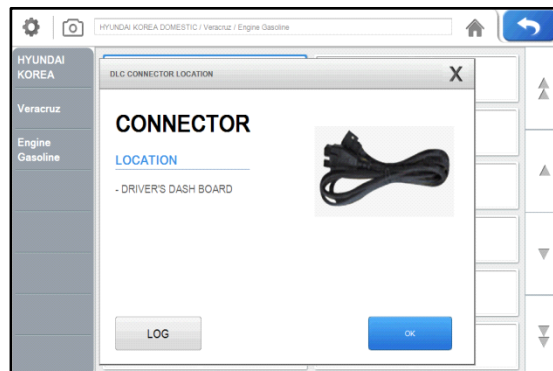 HYUNDAI KOREA DOMESTIC / Veracruz / Engine Gasoline
HYUNDAI
KOREA
Veracruz
Engine
Gasoline
DLC CONNECTOR LOCATION
X
CONNECTOR
LOCATION
- DRIVER'S DASH BOARD
LOG
OK